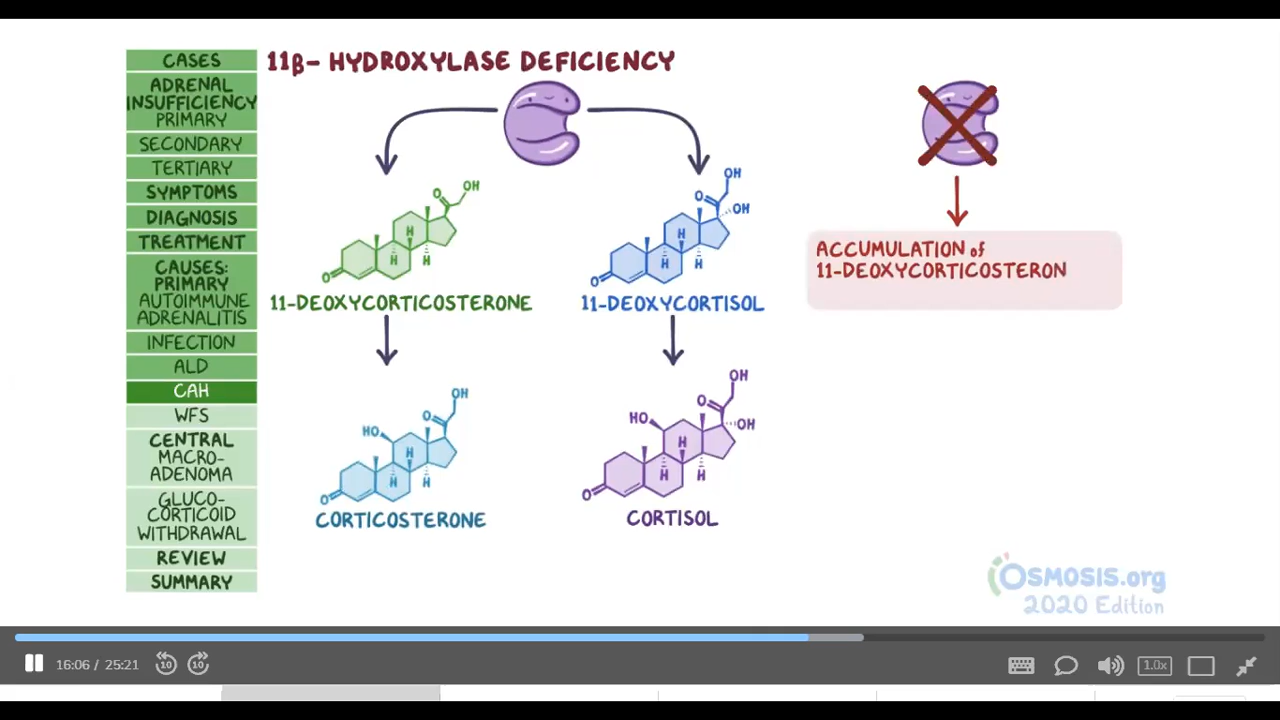 11β- HYDROXYLASE DEFICIENCY
CASES
ADRENAL
INSUFFICIENCY
PRIMARY
SECONDARY
TERTIARY
SYMPTOMS
DIAGNOSIS
TREATMENT
CAUSES:
PRIMARY
AUTOIMMUNE
ADRENALITIS
INFECTION
ALD
CAH
WFS
CENTRAL
MACRO-
ADENOMA
GLUCO-
CORTICOID
WITHDRAWAL
REVIEW
SUMMARY
O OH
H
H H
O
11-DEOXYCORTICOSTERONE
OH
O
OH
H
H H
O
11-DEOXYCORTISOL
OH
O
HO
H
H H
O
CORTICOSTERONE
OH
O
HO OH
H
H H
O
CORTISOL
ACCUMULATION of
11-DEOXYCORTICOSTERON
OSMOSIS.org
2020 Edition
16:06 / 25:21
10
10
1.0x